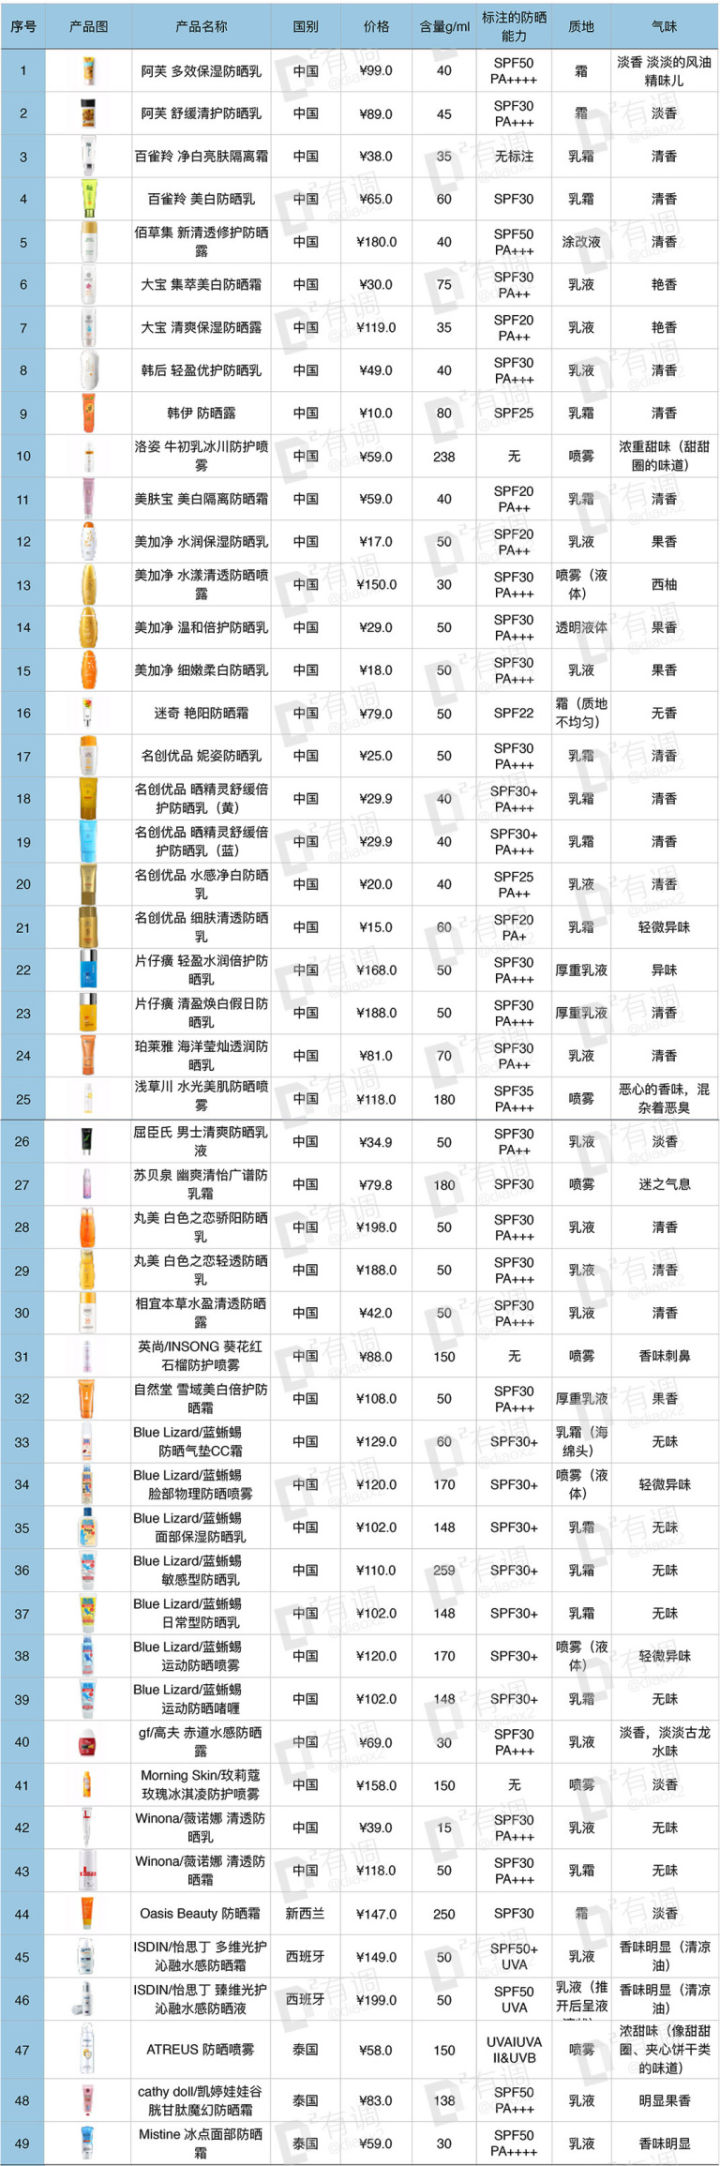 序号 产品图 产品名称 国别 价格 含量g/ml 标注的防晒能力 质地 气味
1 阿芙 多效保湿防晒乳 中国 ¥99.0 40 SPF50 PA++++ 霜 淡香 淡淡的风油精味儿
2 阿芙 舒缓清护防晒乳 中国 ¥89.0 45 SPF30 PA+++ 霜 淡香
3 百雀羚 净白亮肤隔离霜 中国 ¥38.0 35 无标注 乳霜 清香
4 百雀羚 美白防晒乳 中国 ¥65.0 60 SPF30 乳霜 清香
5 佰草集 新清透修护防晒露 中国 ¥180.0 40 SPF50 PA+++ 涂改液 清香
6 大宝 集萃美白防晒霜 中国 ¥30.0 75 SPF30 PA++ 乳液 艳香
7 大宝 清爽保湿防晒露 中国 ¥119.0 35 SPF20 PA++ 乳液 艳香
8 韩后 轻盈优护防晒乳 中国 ¥49.0 40 SPF30 PA+++ 乳液 清香
9 韩伊 防晒露 中国 ¥10.0 80 SPF25 乳霜 清香
10 洛姿 牛初乳冰川防护喷雾 中国 ¥59.0 238 无 喷雾 浓重甜味（甜甜圈的味道）
11 美肤宝 美白隔离防晒霜 中国 ¥59.0 40 SPF20 PA++ 乳霜 清香
12 美加净 水润保湿防晒乳 中国 ¥17.0 50 SPF20 PA++ 乳液 果香
13 美加净 水漾清透防晒喷露 中国 ¥150.0 30 SPF30 PA+++ 喷雾（液体） 西柚
14 美加净 温和倍护防晒乳 中国 ¥29.0 50 SPF30 PA+++ 透明液体 果香
15 美加净 细嫩柔白防晒乳 中国 ¥18.0 50 SPF30 PA+++ 乳液 果香
16 迷奇 艳阳防晒霜 中国 ¥79.0 50 SPF22 霜（质地不均匀） 无香
17 名创优品 妮姿防晒乳 中国 ¥25.0 50 SPF30 PA+++ 乳霜 清香
18 名创优品 晒精灵舒缓倍护防晒乳（黄） 中国 ¥29.9 40 SPF30+ PA+++ 乳霜 清香
19 名创优品 晒精灵舒缓倍护防晒乳（蓝） 中国 ¥29.9 40 SPF30+ PA+++ 乳霜 清香
20 名创优品 水感净白防晒乳 中国 ¥20.0 40 SPF25 PA++ 乳液 清香
21 名创优品 细肤清透防晒乳 中国 ¥15.0 60 SPF20 PA+ 乳霜 轻微异味
22 片仔癀 轻盈水润倍护防晒乳 中国 ¥168.0 50 SPF30 PA+++ 厚重乳液 异味
23 片仔癀 清盈焕白假日防晒乳 中国 ¥188.0 50 SPF30 PA+++ 厚重乳液 清香
24 珀莱雅 海洋莹灿透润防晒乳 中国 ¥81.0 70 SPF30 PA++ 乳液 清香
25 浅草川 水光美肌防晒喷雾 中国 ¥118.0 180 SPF35 PA+++ 喷雾 恶心的香味，混杂着恶臭
26 屈臣氏 男士清爽防晒乳液 中国 ¥34.9 50 SPF30 PA++ 乳液 淡香
27 苏贝泉 幽爽清怡广谱防乳霜 中国 ¥79.8 180 SPF30 喷雾 迷之气息
28 丸美 白色之恋骄阳防晒乳 中国 ¥198.0 50 SPF30 PA+++ 乳液 清香
29 丸美 白色之恋轻透防晒乳 中国 ¥188.0 50 SPF30 PA+++ 乳液 清香
30 相宜本草水盈清透防晒露 中国 ¥42.0 50 SPF30 PA+++ 乳液 清香
31 英尚/INSONG 葵花红石榴防护喷雾 中国 ¥88.0 150 无 喷雾 香味刺鼻
32 自然堂 雪域美白倍护防晒霜 中国 ¥108.0 50 SPF30 PA+++ 厚重乳液 果香
33 Blue Lizard/蓝蜥蜴 防晒气垫CC霜 中国 ¥129.0 60 SPF30+ 乳霜（海绵头） 无味
34 Blue Lizard/蓝蜥蜴 脸部物理防晒喷雾 中国 ¥120.0 170 SPF30+ 喷雾（液体） 轻微异味
35 Blue Lizard/蓝蜥蜴 面部保湿防晒乳 中国 ¥102.0 148 SPF30+ 乳霜 无味
36 Blue Lizard/蓝蜥蜴 敏感型防晒乳 中国 ¥110.0 259 SPF30+ 乳霜 无味
37 Blue Lizard/蓝蜥蜴 日常型防晒乳 中国 ¥102.0 148 SPF30+ 乳霜 无味
38 Blue Lizard/蓝蜥蜴 运动防晒喷雾 中国 ¥120.0 170 SPF30+ 喷雾（液体） 轻微异味
39 Blue Lizard/蓝蜥蜴 运动防晒啫喱 中国 ¥102.0 148 SPF30+ 乳霜 无味
40 gf/高夫 赤道水感防晒露 中国 ¥69.0 30 SPF30 PA+++ 乳液 淡香，淡淡古龙水味
41 Morning Skin/玫莉蔻 玫瑰冰淇凌防护喷雾 中国 ¥158.0 150 无 喷雾 淡香
42 Winona/薇诺娜 清透防晒乳 中国 ¥39.0 15 SPF30 PA+++ 乳液 无味
43 Winona/薇诺娜 清透防晒霜 中国 ¥118.0 50 SPF30 PA+++ 乳霜 无味
44 Oasis Beauty 防晒霜 新西兰 ¥147.0 250 SPF30 霜 淡香
45 ISDIN/怡思丁 多维光护沁融水感防晒霜 西班牙 ¥149.0 50 SPF50+ UVA 乳液 香味明显（清凉油）
46 ISDIN/怡思丁 臻维光护沁融水感防晒液 西班牙 ¥199.0 50 SPF50 UVA 乳液（推开后呈液 香味明显（清凉油）
47 ATREUS 防晒喷雾 泰国 ¥58.0 150 UVAIUVA II&UVB 喷雾 浓甜味（像甜甜圈、夹心饼干类的味道）
48 cathy doll/凯婷娃娃谷胱甘肽魔幻防晒霜 泰国 ¥83.0 138 SPF50 PA+++ 乳液 明显果香
49 Mistine 冰点面部防晒霜 泰国 ¥59.0 30 SPF50 PA++++ 乳液 香味明显